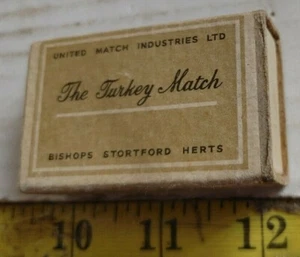 UNITED MATCH INDUSTRIES LTD
The Turkey Match
BISHOPS STORTFORD HERTS
10 11 12